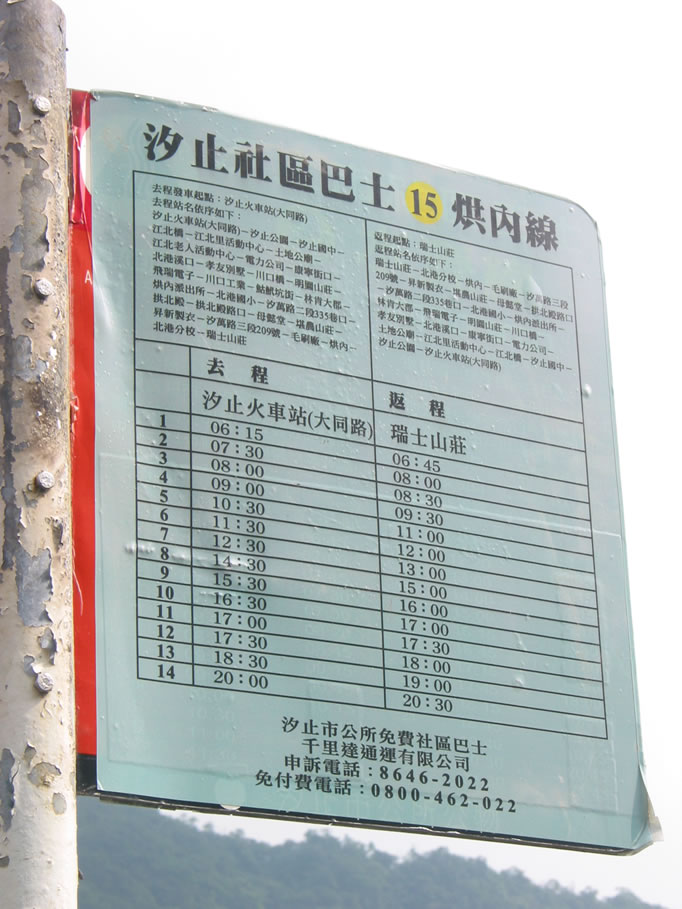 汐止社區巴士 15 烘內線
去程發車起點：汐止火車站(大同路)
去程站名依序如下：
汐止火車站(大同路)－汐止公園－汐止國中－
江北橋－江北里活動中心－土地公廟－
江北老人活動中心－電力公司－康寧街口－
北港溪口－孝友別墅－川口橋－明園山莊－
飛瑞電子－川口工業－鮕鮘坑街－林肯大郡－
烘內派出所－北港國小－汐萬路二段335巷口－
拱北殿－拱北殿路口－母懿堂－堪農山莊－
昇新製衣－汐萬路三段209號－毛刷廠－烘內－
北港分校－瑞士山莊
返程起點：瑞士山莊
返程站名依序如下：
瑞士山莊－北港分校－烘內－毛刷廠－汐萬路三段
209號－昇新製衣－堪農山莊－母懿堂－拱北殿路口
－汐萬路二段335巷口－北港國小－烘內派出所－
林肯大郡－飛瑞電子－明園山莊－川口橋－
孝友別墅－北港溪口－康寧街口－電力公司－
土地公廟－江北里活動中心－江北橋－汐止國中－
汐止公園－汐止火車站(大同路)
去 程 返 程
汐止火車站(大同路) 瑞士山莊
1 06：15 06：45
2 07：30 08：00
3 08：00 08：30
4 09：00 09：30
5 10：30 11：00
6 11：30 12：00
7 12：30 13：00
8 14：30 15：00
9 15：30 16：00
10 16：30 17：00
11 17：00 17：30
12 17：30 18：00
13 18：30 19：00
14 20：00 20：30
汐止市公所免費社區巴士
千里達通運有限公司
申訴電話：8646-2022
免付費電話：0800-462-022